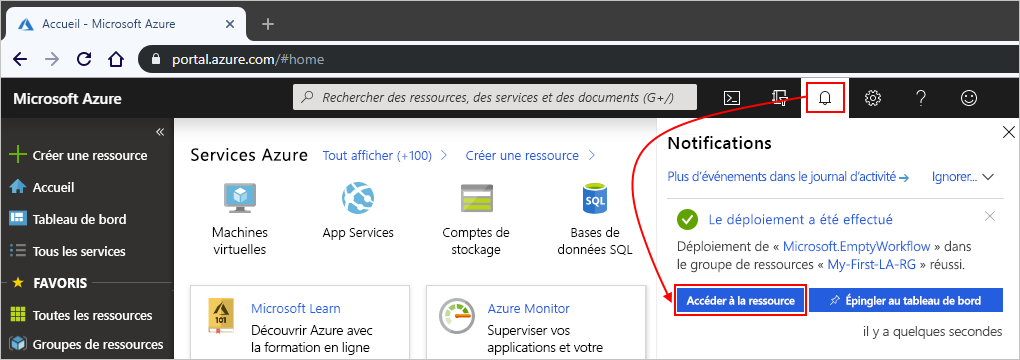 Accueil - Microsoft Azure
portal.azure.com/#home
Microsoft Azure
Rechercher des ressources, des services et des documents (G+/)
Créer une ressource
Accueil
Tableau de bord
Tous les services
FAVORIS
Toutes les ressources
Groupes de ressources
Services Azure
Tout afficher (+100)
Créer une ressource
Machines
virtuelles
App Services
Comptes de
stockage
SQL
Bases de
données SQL
101
Microsoft Learn
Découvrir Azure avec
la formation en ligne
Azure Monitor
Superviser vos
applications et votre
Notifications
Plus d'événements dans le journal d'activité
Ignorer...
Le déploiement a été effectué
Déploiement de « Microsoft.EmptyWorkflow » dans
le groupe de ressources « My-First-LA-RG » réussi.
Accéder à la ressource
Épingler au tableau de bord
il y a quelques secondes